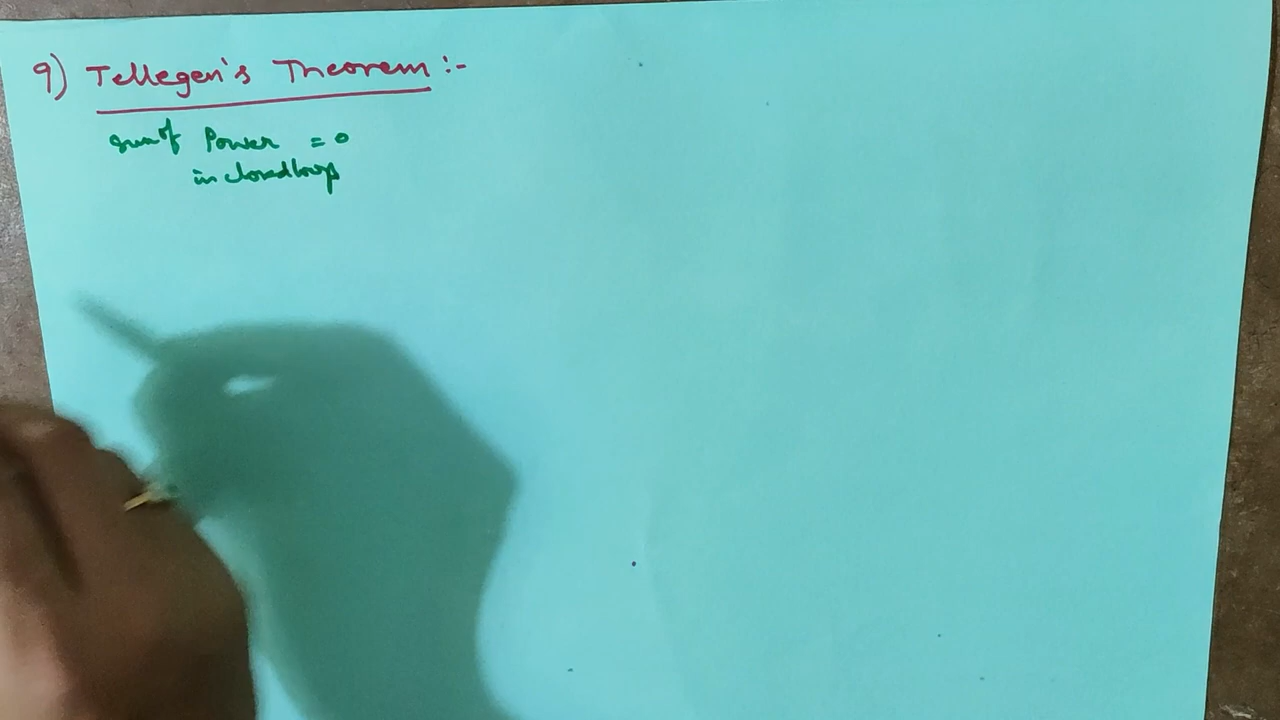 9) Tellegen's Theorem :-
sum of Power = 0
in closed loop